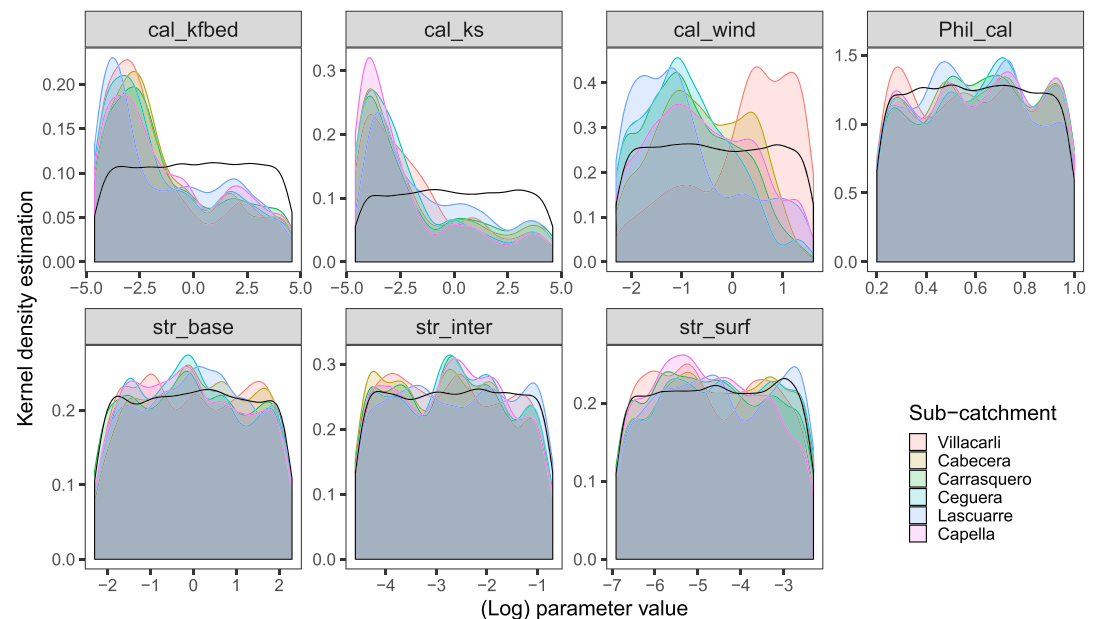 cal_kfbed cal_ks cal_wind Phil_cal
0.20 0.15 0.10 0.05 0.00
0.3 0.2 0.1 0.0
0.4 0.3 0.2 0.1 0.0
1.5 1.0 0.5 0.0
−5.0 −2.5 0.0 2.5 5.0 −5.0 −2.5 0.0 2.5 5.0 −2 −1 0 1 0.2 0.4 0.6 0.8 1.0
Kernel density estimation
str_base str_inter str_surf
0.2 0.1 0.0
0.3 0.2 0.1 0.0
0.2 0.1 0.0
−2 −1 0 1 2 −4 −3 −2 −1 −7 −6 −5 −4 −3
(Log) parameter value
Sub−catchment
Villacarli
Cabecera
Carrasquero
Ceguera
Lascuarre
Capella